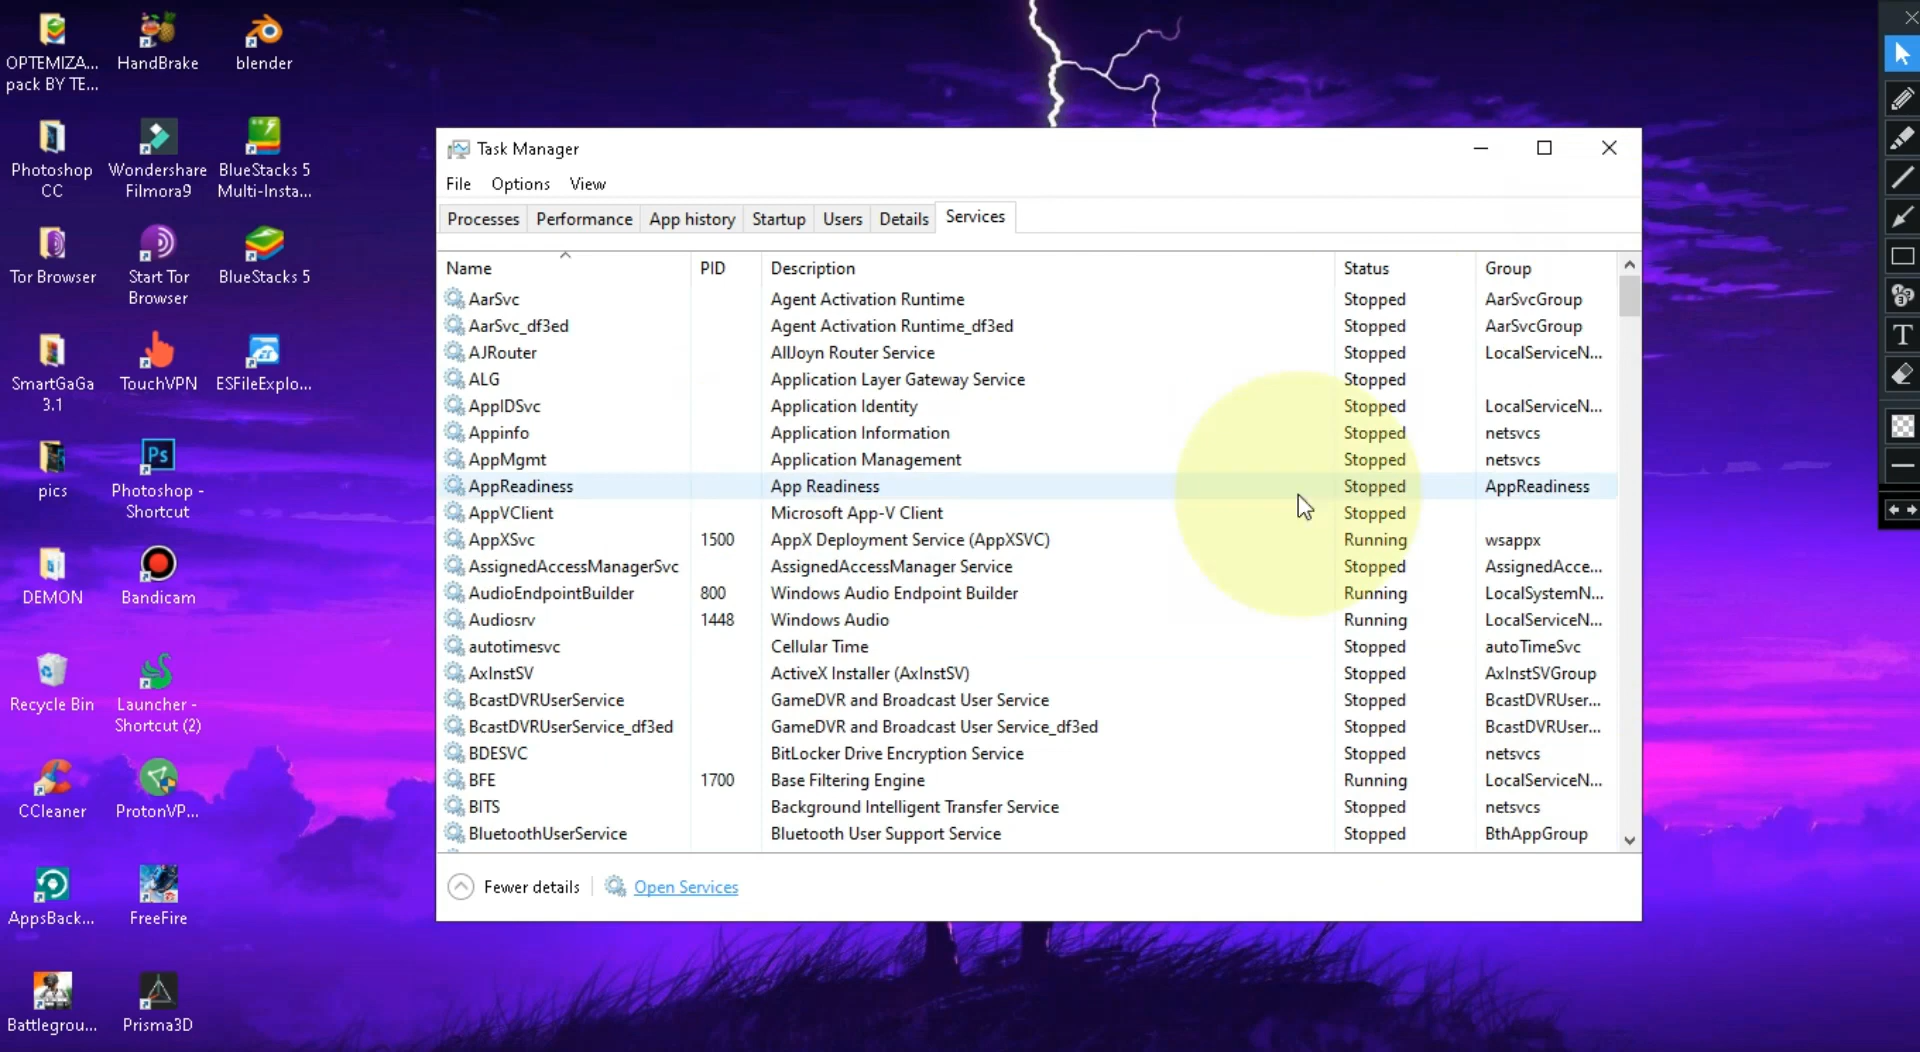 OPTEMIZA...
pack BY TE...
HandBrake
blender
Photoshop
CC
Wondershare
Filmora9
BlueStacks 5
Multi-Insta...
Tor Browser
Start Tor
Browser
BlueStacks 5
SmartGaGa
3.1
TouchVPN
ESFileExplo...
pics
Photoshop -
Shortcut
DEMON
Bandicam
Recycle Bin
Launcher -
Shortcut (2)
CCleaner
ProtonVP...
AppsBack...
FreeFire
Battlegrou...
Prisma3D
Task Manager
File Options View
Processes Performance App history Startup Users Details Services
Name PID Description Status Group
AarSvc Agent Activation Runtime Stopped AarSvcGroup
AarSvc_df3ed Agent Activation Runtime_df3ed Stopped AarSvcGroup
AJRouter AllJoyn Router Service Stopped LocalServiceN...
ALG Application Layer Gateway Service Stopped
AppIDSvc Application Identity Stopped LocalServiceN...
Appinfo Application Information Stopped netsvcs
AppMgmt Application Management Stopped netsvcs
AppReadiness App Readiness Stopped AppReadiness
AppVClient Microsoft App-V Client Stopped
AppXSvc 1500 AppX Deployment Service (AppXSVC) Running wsappx
AssignedAccessManagerSvc AssignedAccessManager Service Stopped AssignedAcce...
AudioEndpointBuilder 800 Windows Audio Endpoint Builder Running LocalSystemN...
Audiosrv 1448 Windows Audio Running LocalServiceN...
autotimesvc Cellular Time Stopped autoTimeSvc
AxInstSV ActiveX Installer (AxInstSV) Stopped AxInstSVGroup
BcastDVRUserService GameDVR and Broadcast User Service Stopped BcastDVRUser...
BcastDVRUserService_df3ed GameDVR and Broadcast User Service_df3ed Stopped BcastDVRUser...
BDESVC BitLocker Drive Encryption Service Stopped netsvcs
BFE 1700 Base Filtering Engine Running LocalServiceN...
BITS Background Intelligent Transfer Service Stopped netsvcs
BluetoothUserService Bluetooth User Support Service Stopped BthAppGroup
Fewer details Open Services
Ps
T